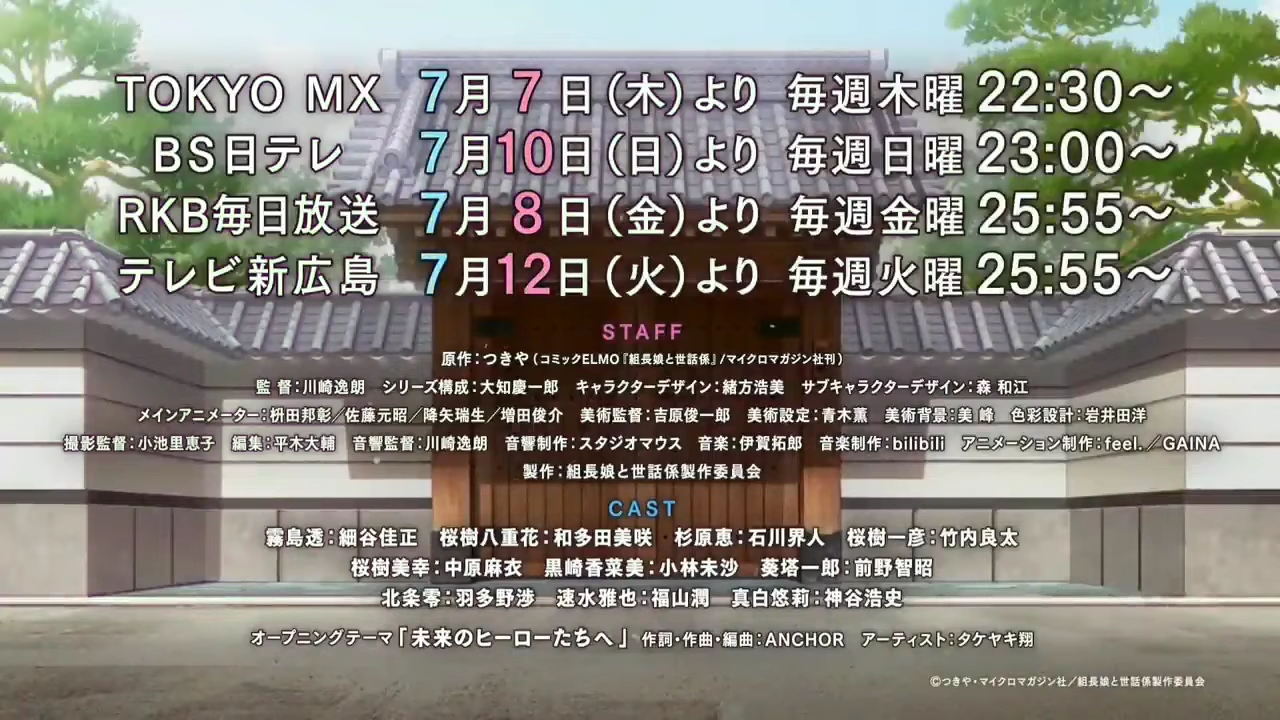 TOKYO MX 7月7日(木)より 毎週木曜 22:30～
BS日テレ 7月10日(日)より 毎週日曜 23:00～
RKB毎日放送 7月8日(金)より 毎週金曜 25:55～
テレビ新広島 7月12日(火)より 毎週火曜 25:55～
STAFF
原作:つきや(コミックELMO『組長娘と世話係』/マイクロマガジン社刊)
監督:川崎逸朗 シリーズ構成:大知慶一郎 キャラクターデザイン:緒方浩美 サブキャラクターデザイン:森 和江
メインアニメーター:枡田邦彰／佐藤元昭／降矢瑞生／増田俊介 美術監督:吉原俊一郎 美術設定:青木薫 美術背景:美 峰 色彩設計:岩井田洋
撮影監督:小池里恵子 編集:平木大輔 音響監督:川崎逸朗 音響制作:スタジオマウス 音楽:伊賀拓郎 音楽制作:bilibili アニメーション制作:feel.／GAINA
製作:組長娘と世話係製作委員会
CAST
霧島透:細谷佳正 桜樹八重花:和多田美咲 杉原恵:石川界人 桜樹一彦:竹内良太
桜樹美幸:中原麻衣 黒崎香菜美:小林未沙 葵塔一郎:前野智昭
北条零:羽多野渉 速水雅也:福山潤 真白悠莉:神谷浩史
オープニングテーマ「未来のヒーローたちへ」 作詞・作曲・編曲:ANCHOR アーティスト:タケヤキ翔
©つきや・マイクロマガジン社／組長娘と世話係製作委員会